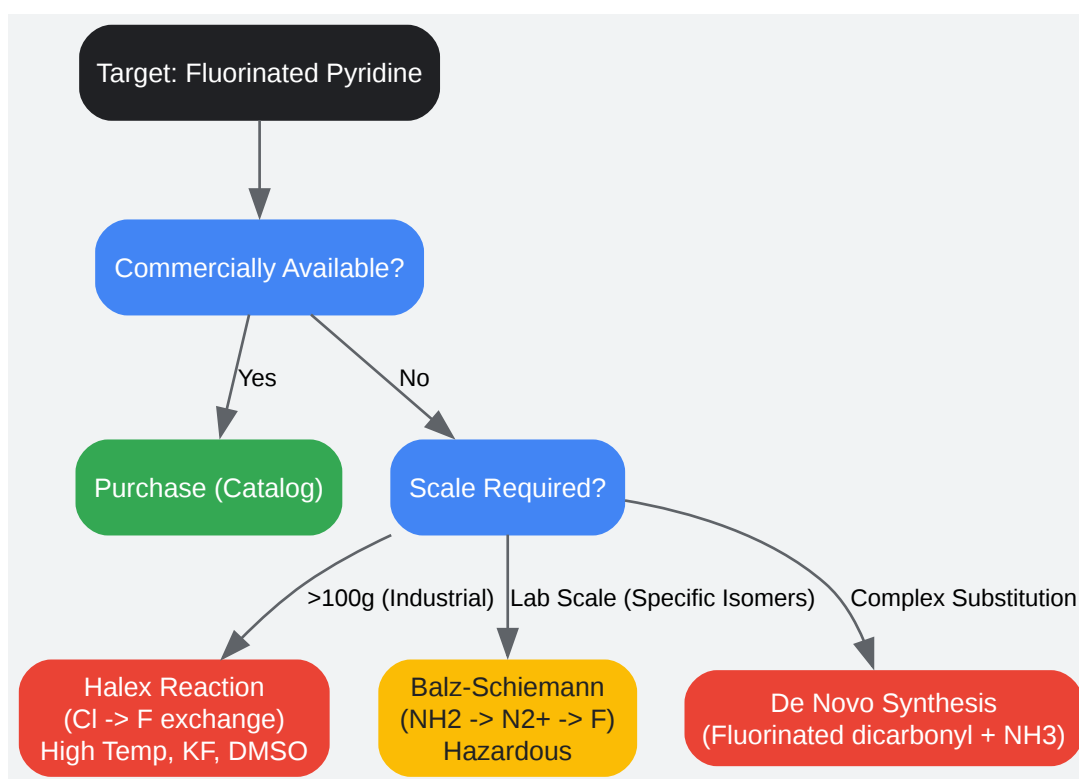 Target: Fluorinated Pyridine
Commercially Available?
Yes
No
Purchase (Catalog)
Scale Required?
>100g (Industrial)
Lab Scale (Specific Isomers)
Complex Substitution
Halex Reaction
(Cl -> F exchange)
High Temp, KF, DMSO
Balz-Schiemann
(NH2 -> N2+ -> F)
Hazardous
De Novo Synthesis
(Fluorinated dicarbonyl + NH3)